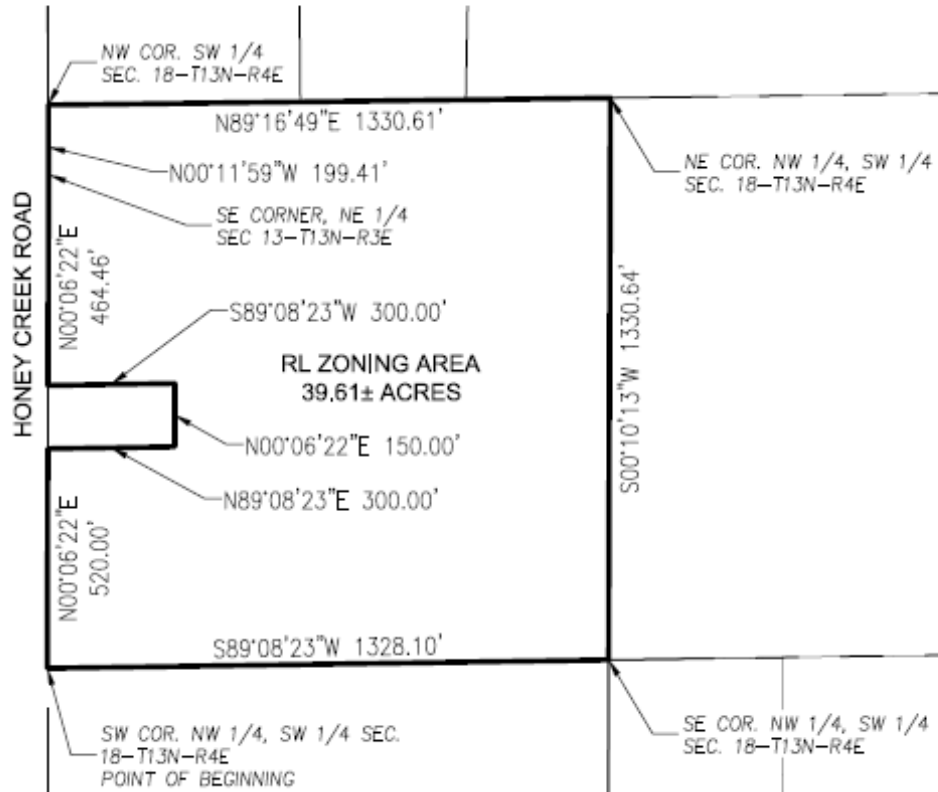 NW COR. SW 1/4
SEC. 18-T13N-R4E
N89°16'49"E 1330.61'
N00°11'59"W 199.41'
NE COR. NW 1/4, SW 1/4
SEC. 18-T13N-R4E
SE CORNER, NE 1/4
SEC 13-T13N-R3E
HONEY CREEK ROAD
N00°06'22"E
464.46'
S89°08'23"W 300.00'
RL ZONING AREA
39.61± ACRES
S00°10'13"W 1330.64'
N00°06'22"E 150.00'
N89°08'23"E 300.00'
N00°06'22"E
520.00'
S89°08'23"W 1328.10'
SW COR. NW 1/4, SW 1/4 SEC.
18-T13N-R4E
POINT OF BEGINNING
SE COR. NW 1/4, SW 1/4
SEC. 18-T13N-R4E